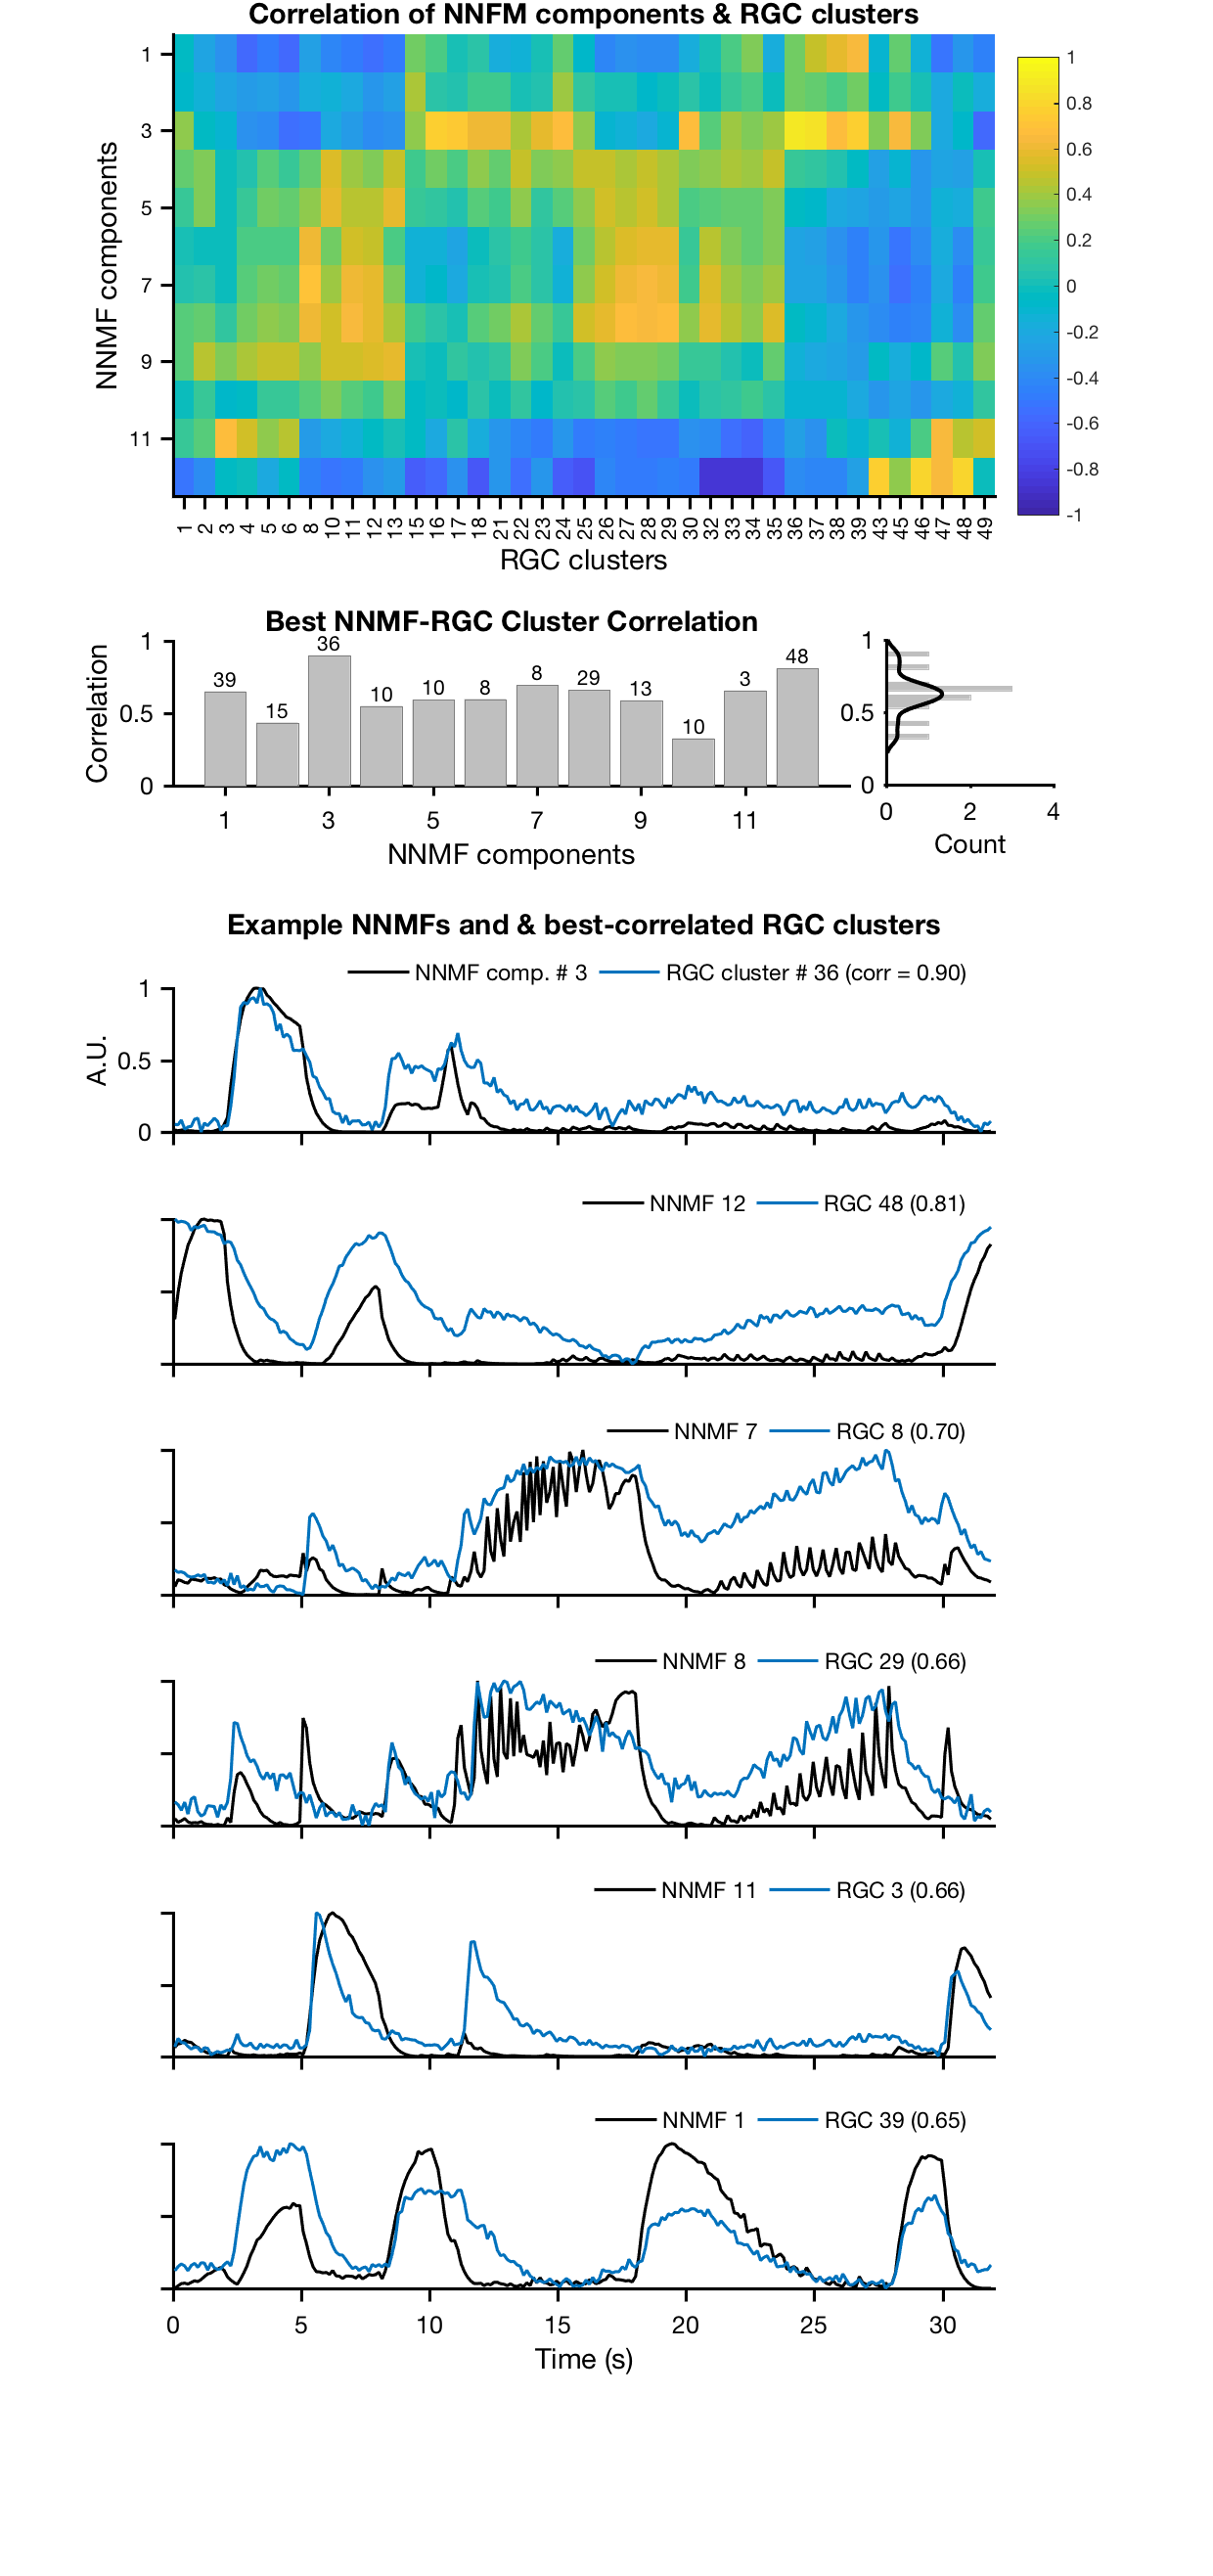 Correlation of NNFM components & RGC clusters
NNMF components
1
3
5
7
9
11
1 2 3 4 5 6 8 10 11 12 13 15 16 17 18 21 22 23 24 25 26 27 28 29 30 32 33 34 35 36 37 38 39 43 45 46 47 48 49
RGC clusters
1
0.8
0.6
0.4
0.2
0
-0.2
-0.4
-0.6
-0.8
-1
Best NNMF-RGC Cluster Correlation
Correlation
1
0.5
0
39 15 36 10 10 8 8 29 13 10 3 48
1 3 5 7 9 11
NNMF components
1
0.5
0
0 2 4
Count
Example NNMFs and & best-correlated RGC clusters
NNMF comp. # 3 RGC cluster # 36 (corr = 0.90)
A.U.
1
0.5
0
NNMF 12 RGC 48 (0.81)
NNMF 7 RGC 8 (0.70)
NNMF 8 RGC 29 (0.66)
NNMF 11 RGC 3 (0.66)
NNMF 1 RGC 39 (0.65)
0 5 10 15 20 25 30
Time (s)